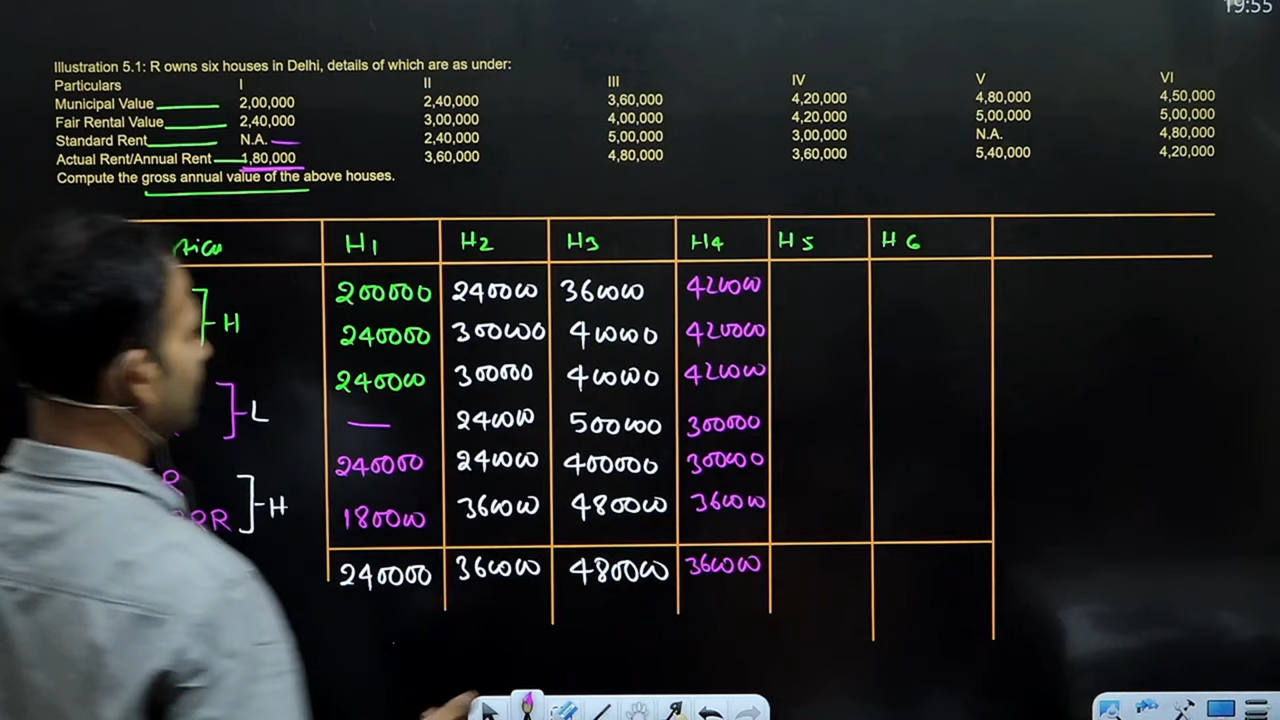 19:55
Illustration 5.1: R owns six houses in Delhi, details of which are as under:
Particulars I II III IV V VI
Municipal Value 2,00,000 2,40,000 3,60,000 4,20,000 4,80,000 4,50,000
Fair Rental Value 2,40,000 3,00,000 4,00,000 4,20,000 5,00,000 5,00,000
Standard Rent N.A. 2,40,000 5,00,000 3,00,000 N.A. 4,80,000
Actual Rent/Annual Rent 1,80,000 3,60,000 4,80,000 3,60,000 5,40,000 4,20,000
Compute the gross annual value of the above houses.
H1 H2 H3 H4 H5 H6
200000 240000 360000 420000
H 240000 300000 400000 420000
240000 300000 400000 420000
L — 240000 500000 300000
R 240000 240000 400000 300000
RR H 180000 360000 480000 360000
240000 360000 480000 360000